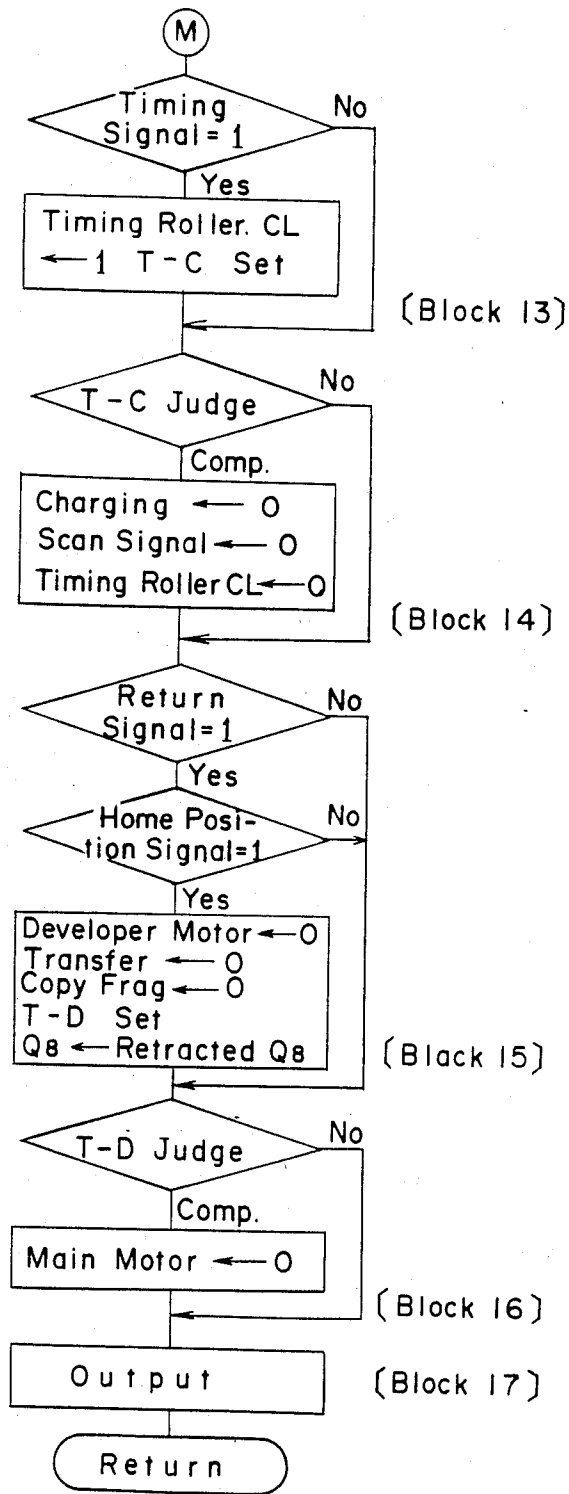 M
Timing
Signal=1
No
Yes
Timing Roller. CL
←1 T-C Set
(Block 13)
T-C Judge
No
Comp.
Charging ← 0
Scan Signal ← 0
Timing Roller CL ← 0
(Block 14)
Return
Signal=1
No
Yes
Home Posi-
tion Signal=1
No
Yes
Developer Motor ← 0
Transfer ← 0
Copy Frag ← 0
T-D Set
Q8 ← Retracted Q8
(Black 15)
T-D Judge
No
Comp.
Main Motor ← 0
(Block 16)
Output
(Block 17)
Return